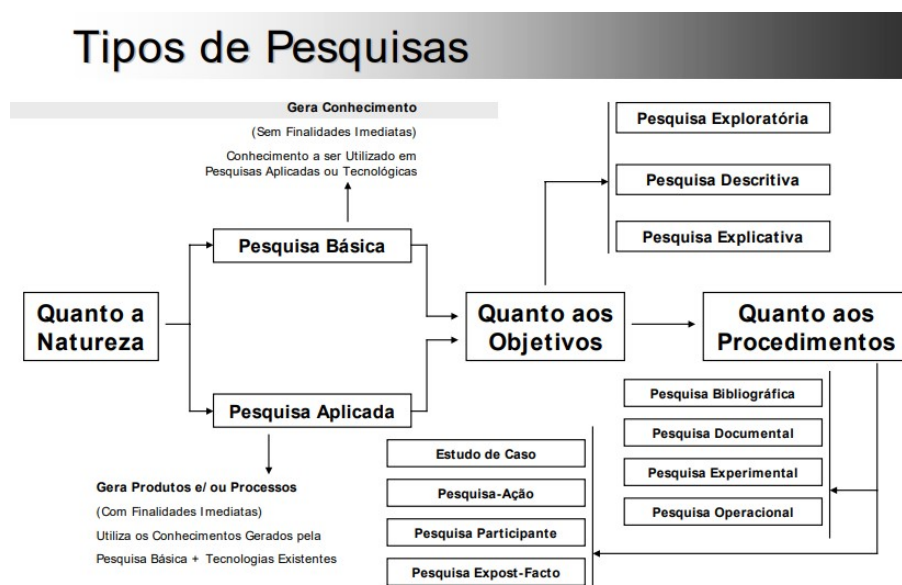 Tipos de Pesquisas
Gera Conhecimento
(Sem Finalidades Imediatas)
Conhecimento a ser Utilizado em
Pesquisas Aplicadas ou Tecnológicas
Pesquisa Exploratória
Pesquisa Descritiva
Pesquisa Explicativa
Pesquisa Básica
Quanto a
Natureza
Quanto aos
Objetivos
Quanto aos
Procedimentos
Pesquisa Aplicada
Pesquisa Bibliográfica
Pesquisa Documental
Pesquisa Experimental
Pesquisa Operacional
Estudo de Caso
Pesquisa-Ação
Pesquisa Participante
Pesquisa Expost-Facto
Gera Produtos e/ ou Processos
(Com Finalidades Imediatas)
Utiliza os Conhecimentos Gerados pela
Pesquisa Básica + Tecnologias Existentes